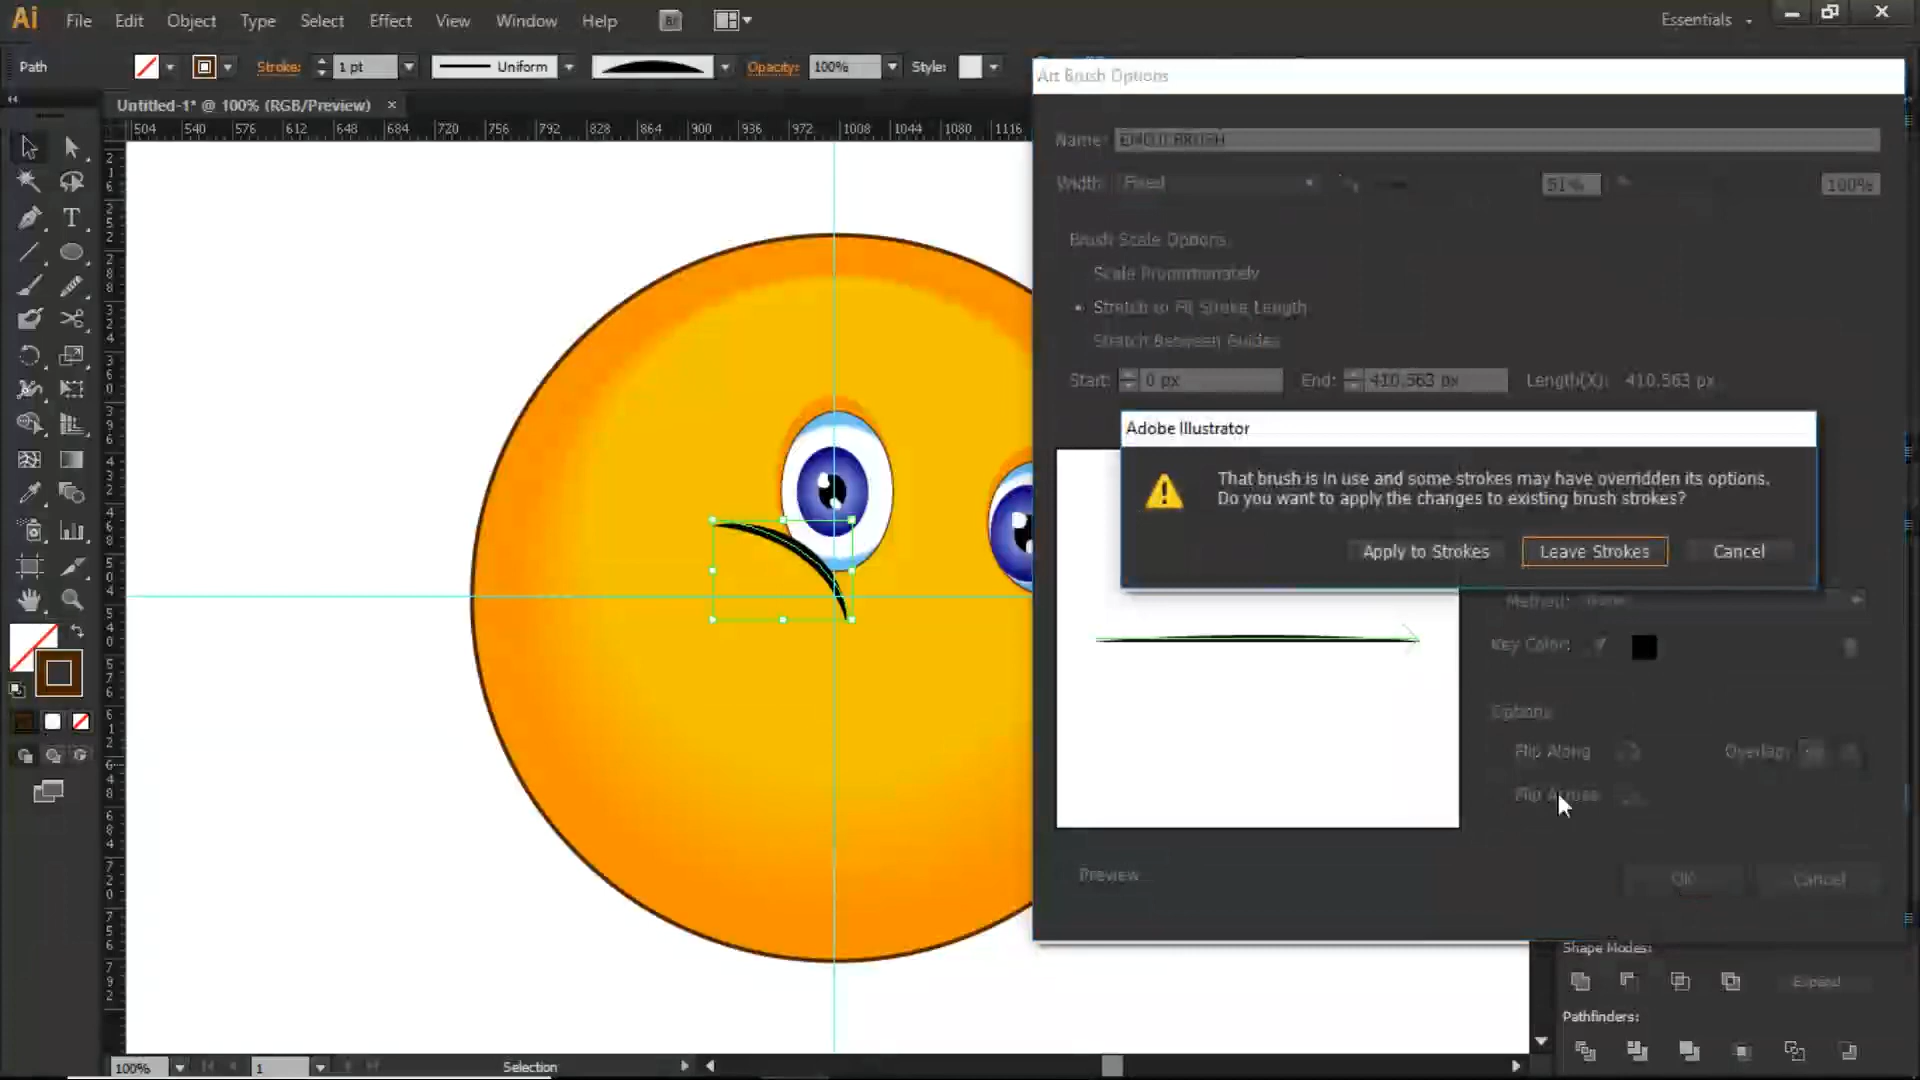 Ai File Edit Object Type Select Effect View Window Help Br Essentials
Path Stroke: 1 pt Uniform Opacity: 100% Style:
Untitled-1* @ 100% (RGB/Preview) ×
504 540 576 612 648 684 720 756 792 828 864 900 936 972 1008 1044 1080 1116
Art Brush Options
Name:
Width: Fixed 51% 100%
Brush Scale Options
Scale Proportionately
Stretch to Fit Stroke Length
Stretch Between Guides
Start: 0 px End: 410.563 px Length(X): 410.563 px
Adobe Illustrator
That brush is in use and some strokes may have overridden its options.
Do you want to apply the changes to existing brush strokes?
Apply to Strokes Leave Strokes Cancel
Method: None
Key Color:
Options
Flip Along Overlap:
Flip Across
Preview
OK Cancel
Shape Modes:
Expand
Pathfinders:
100% 1 Selection